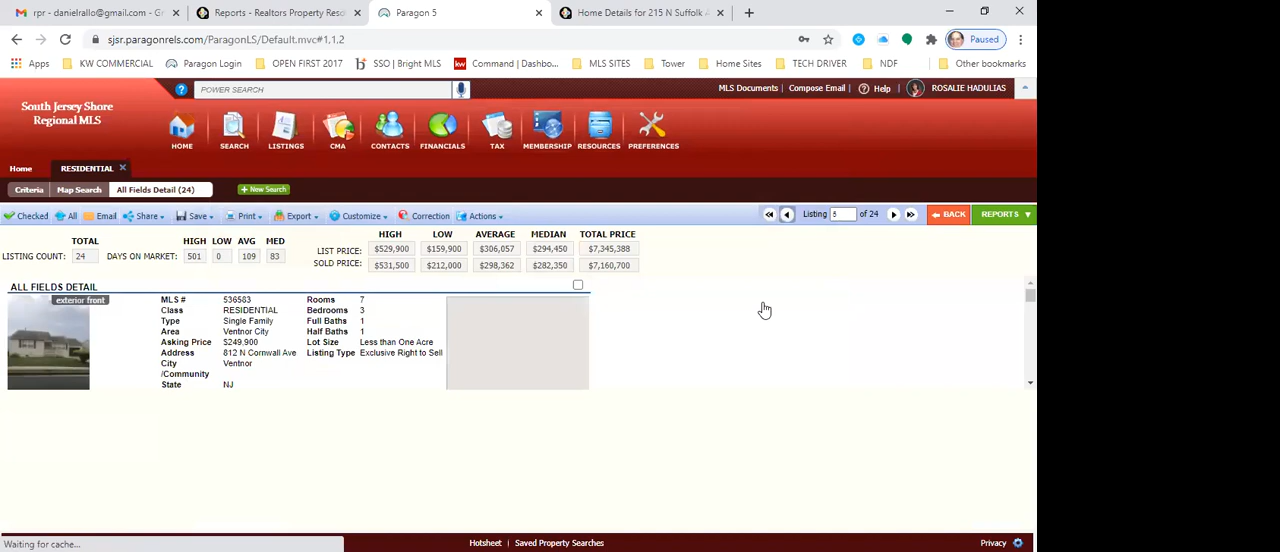 rpr - danielrallo@gmail.com - Gr
Reports - Realtors Property Reso
Paragon 5
Home Details for 215 N Suffolk A
sjsr.paragonrels.com/ParagonLS/Default.mvc#1,1,2
Paused
Apps
KW COMMERCIAL
Paragon Login
OPEN FIRST 2017
SSO | Bright MLS
Command | Dashbo...
MLS SITES
Tower
Home Sites
TECH DRIVER
NDF
Other bookmarks
South Jersey Shore
Regional MLS
POWER SEARCH
MLS Documents
Compose Email
Help
ROSALIE HADULIAS
HOME
SEARCH
LISTINGS
CMA
CONTACTS
FINANCIALS
TAX
MEMBERSHIP
RESOURCES
PREFERENCES
Home
RESIDENTIAL
Criteria
Map Search
All Fields Detail (24)
+ New Search
Checked
All
Email
Share
Save
Print
Export
Customize
Correction
Actions
Listing 5 of 24
BACK
REPORTS
TOTAL HIGH LOW AVG MED
LISTING COUNT: 24 DAYS ON MARKET: 501 0 109 83
HIGH LOW AVERAGE MEDIAN TOTAL PRICE
LIST PRICE: $529,900 $159,900 $306,057 $294,450 $7,345,388
SOLD PRICE: $531,500 $212,000 $298,362 $282,350 $7,160,700
ALL FIELDS DETAIL
exterior front
MLS # 536583 Rooms 7
Class RESIDENTIAL Bedrooms 3
Type Single Family Full Baths 1
Area Ventnor City Half Baths 1
Asking Price $249,900 Lot Size Less than One Acre
Address 812 N Cornwall Ave Listing Type Exclusive Right to Sell
City Ventnor
/Community
State NJ
Waiting for cache...
Hotsheet
Saved Property Searches
Privacy